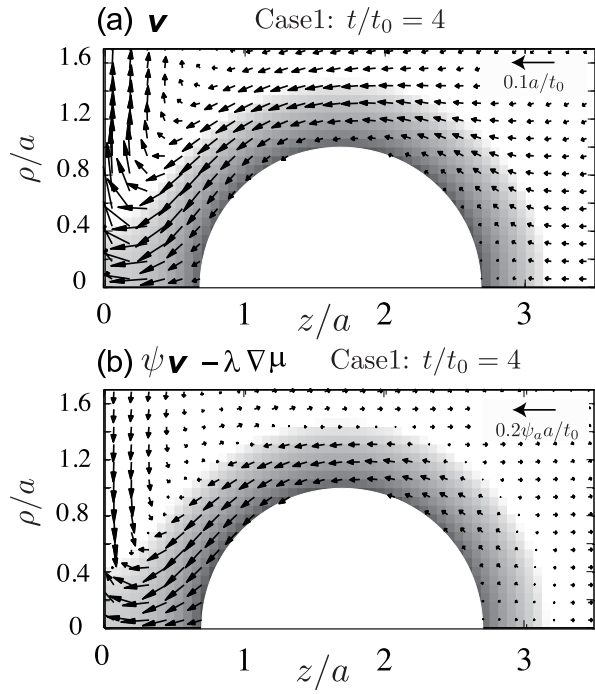 (a) v Case1: t/t₀ = 4
1.6
0.1a/t₀
1.2
ρ/a
0.8
0.4
0
1 z/a 2 3
(b) ψv −λ∇μ Case1: t/t₀ = 4
1.6
0.2ψₐa/t₀
1.2
ρ/a
0.8
0.4
0
0 1 2 3
z/a